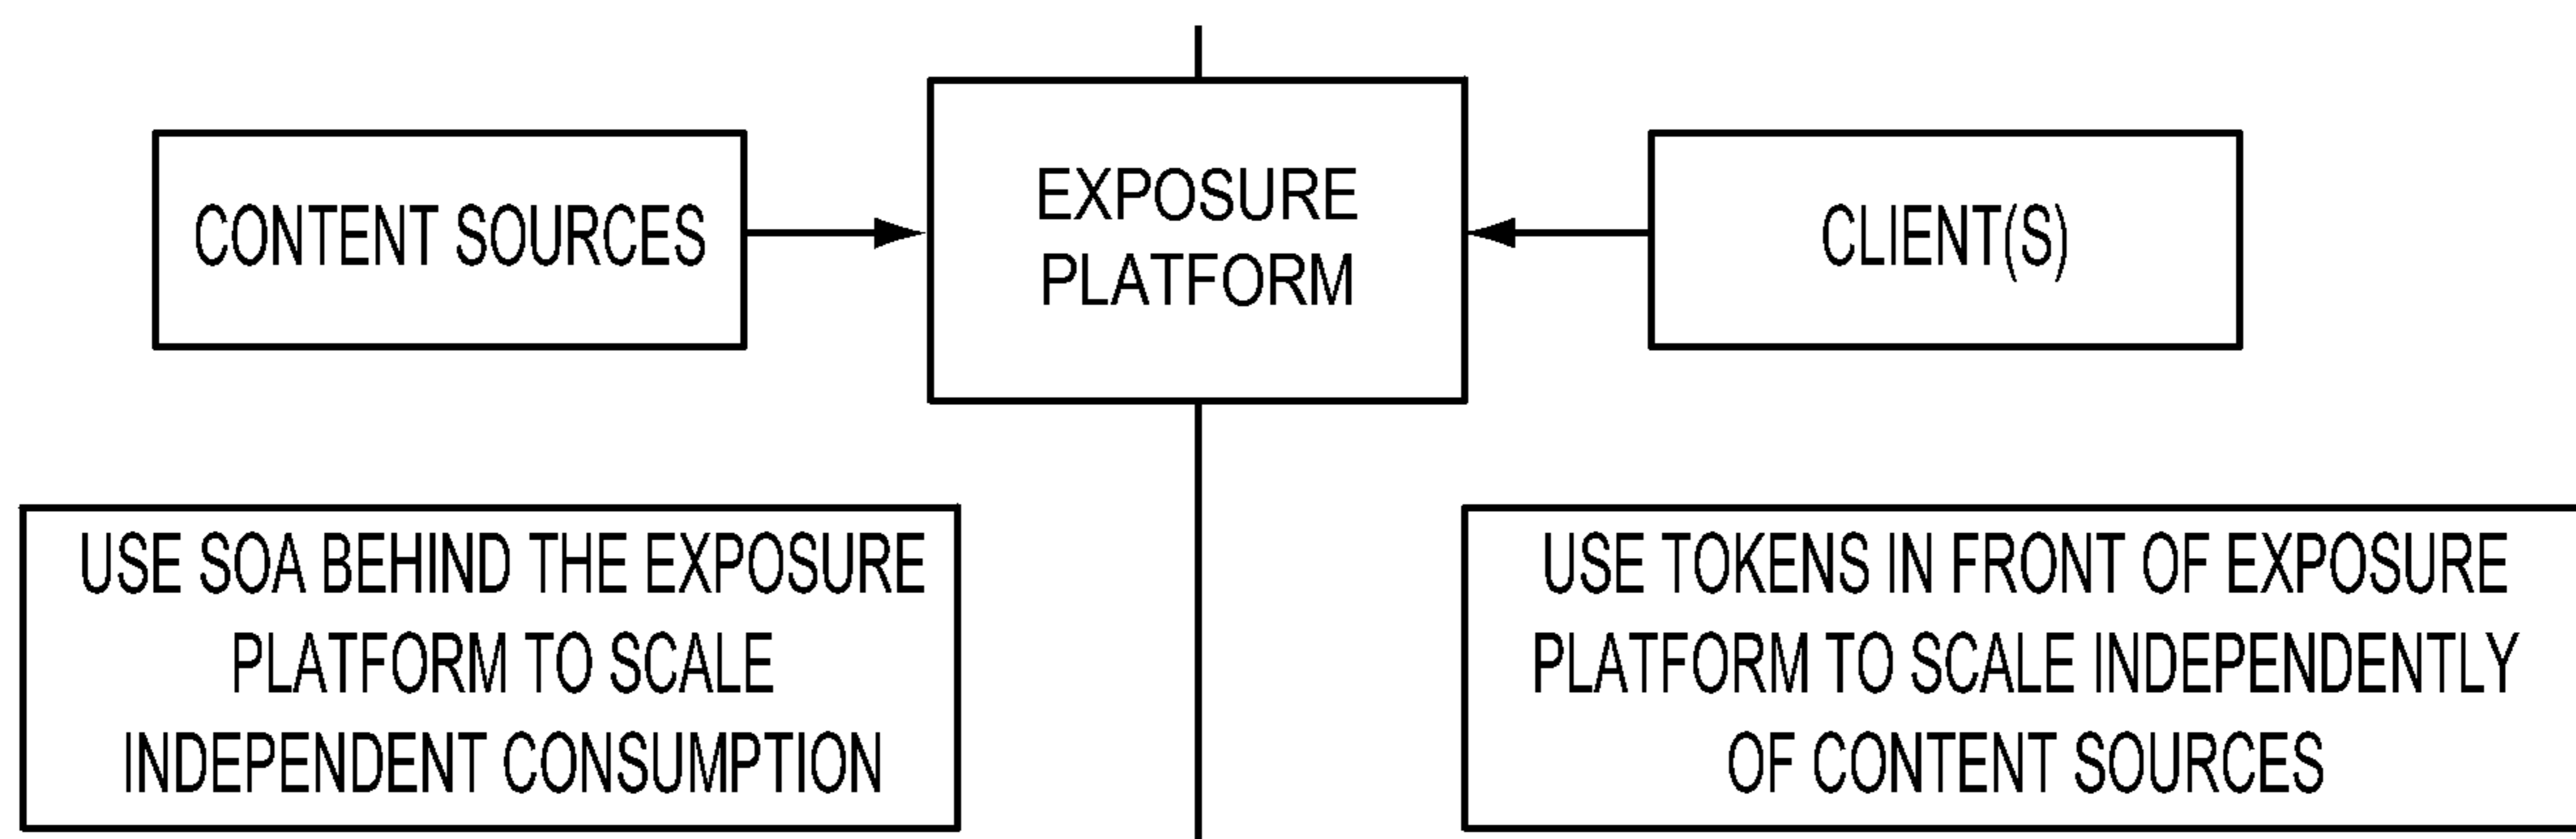 CONTENT SOURCES
EXPOSURE
PLATFORM
CLIENT(S)
USE SOA BEHIND THE EXPOSURE
PLATFORM TO SCALE
INDEPENDENT CONSUMPTION
USE TOKENS IN FRONT OF EXPOSURE
PLATFORM TO SCALE INDEPENDENTLY
OF CONTENT SOURCES